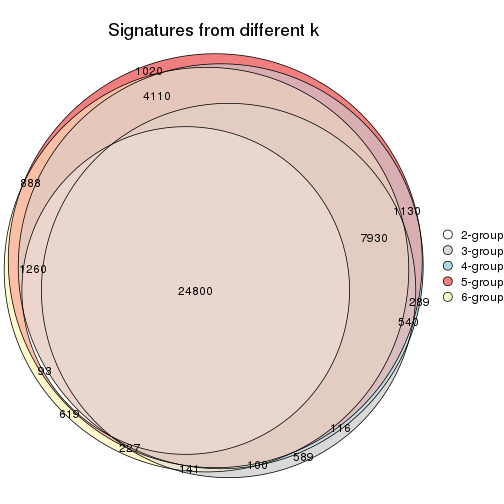 Signatures from different k
1020
4110
888
1130
7930
2-group
3-group
4-group
5-group
6-group
1260
24800
289
540
93
619
116
227
589
100
141